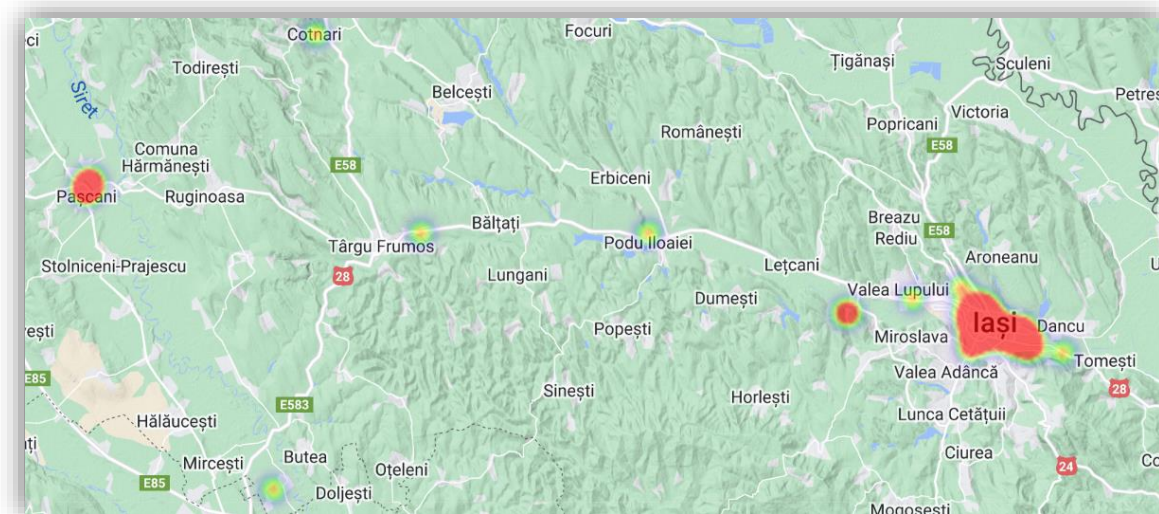 Cotnari
Focuri
Todirești
Țigănași
Sculeni
Siret
Belcești
Victoria
Popricani
Românești
Comuna
Hărmănești
E58
E58
Erbiceni
Pașcani
Ruginoasa
Bălțați
Breazu
Rediu
E58
Târgu Frumos
Podu Iloaiei
Aroneanu
Stolniceni-Prajescu
28
Lungani
Lețcani
Dumești
Valea Lupului
Iași
Dancu
Popești
Miroslava
Tomești
Valea Adâncă
E85
Sinești
Horlești
28
E583
Lunca Cetățuii
Hălăucești
Mircești
Butea
Oțeleni
Ciurea
24
E85
Doljești
Mogosești